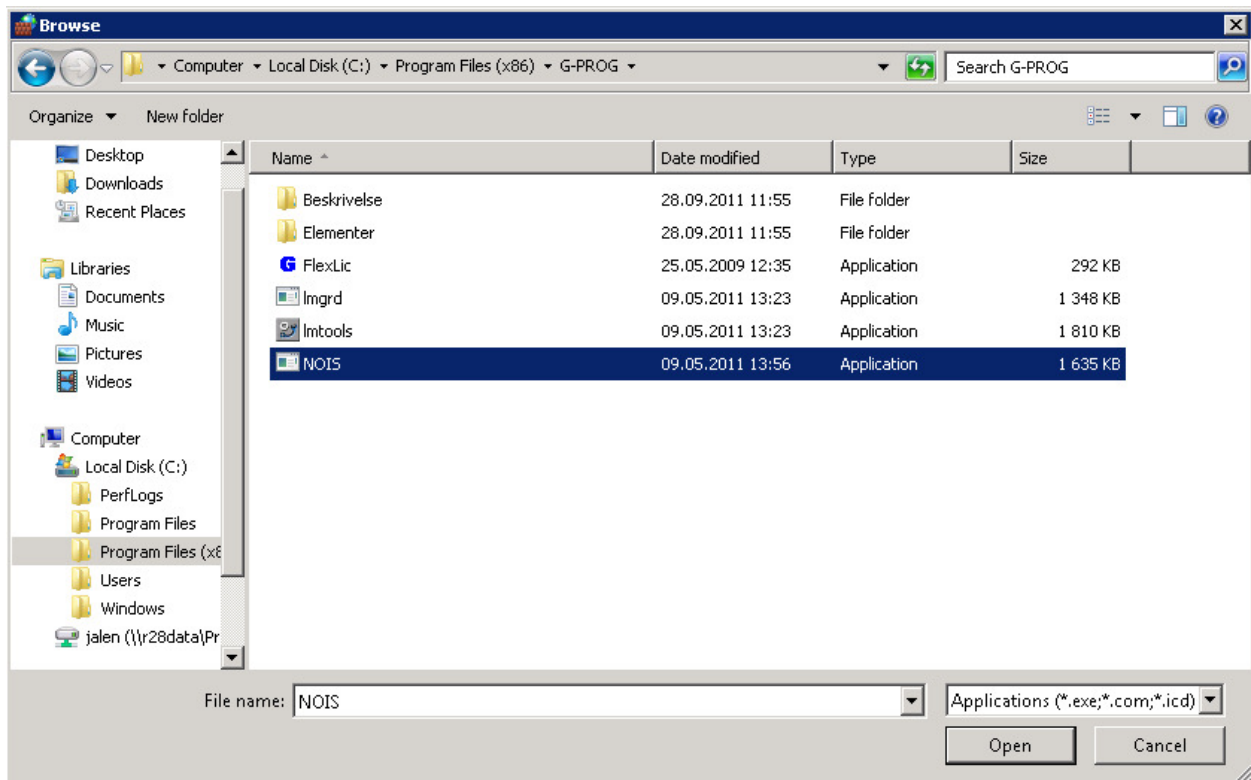 Browse
Computer Local Disk (C:) Program Files (x86) G-PROG
Search G-PROG
Organize New folder
Desktop
Downloads
Recent Places
Libraries
Documents
Music
Pictures
Videos
Computer
Local Disk (C:)
PerfLogs
Program Files
Program Files (x8
Users
Windows
jalen (\\r28data\Pr
Name Date modified Type Size
Beskrivelse 28.09.2011 11:55 File folder
Elementer 28.09.2011 11:55 File folder
G FlexLic 25.05.2009 12:35 Application 292 KB
lmgrd 09.05.2011 13:23 Application 1 348 KB
lmtools 09.05.2011 13:23 Application 1 810 KB
NOIS 09.05.2011 13:56 Application 1 635 KB
File name: NOIS
Applications (*.exe;*.com;*.icd)
Open Cancel